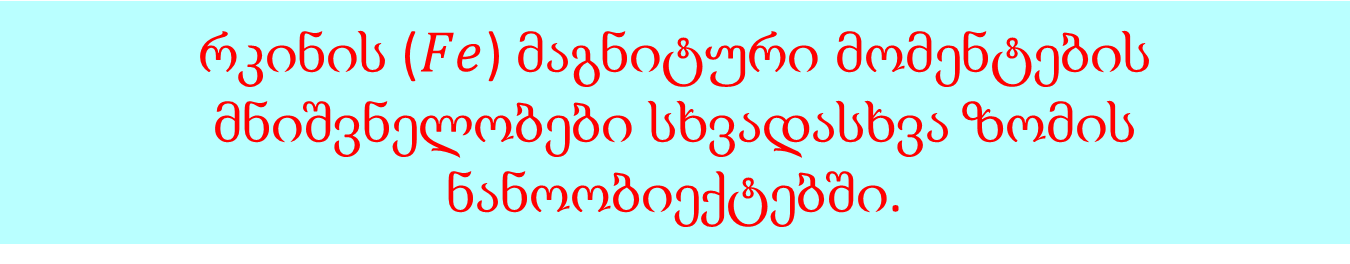 რკინის (Fe) მაგნიტური მომენტების
მნიშვნელობები სხვადასხვა ზომის
ნანოობიექტებში.